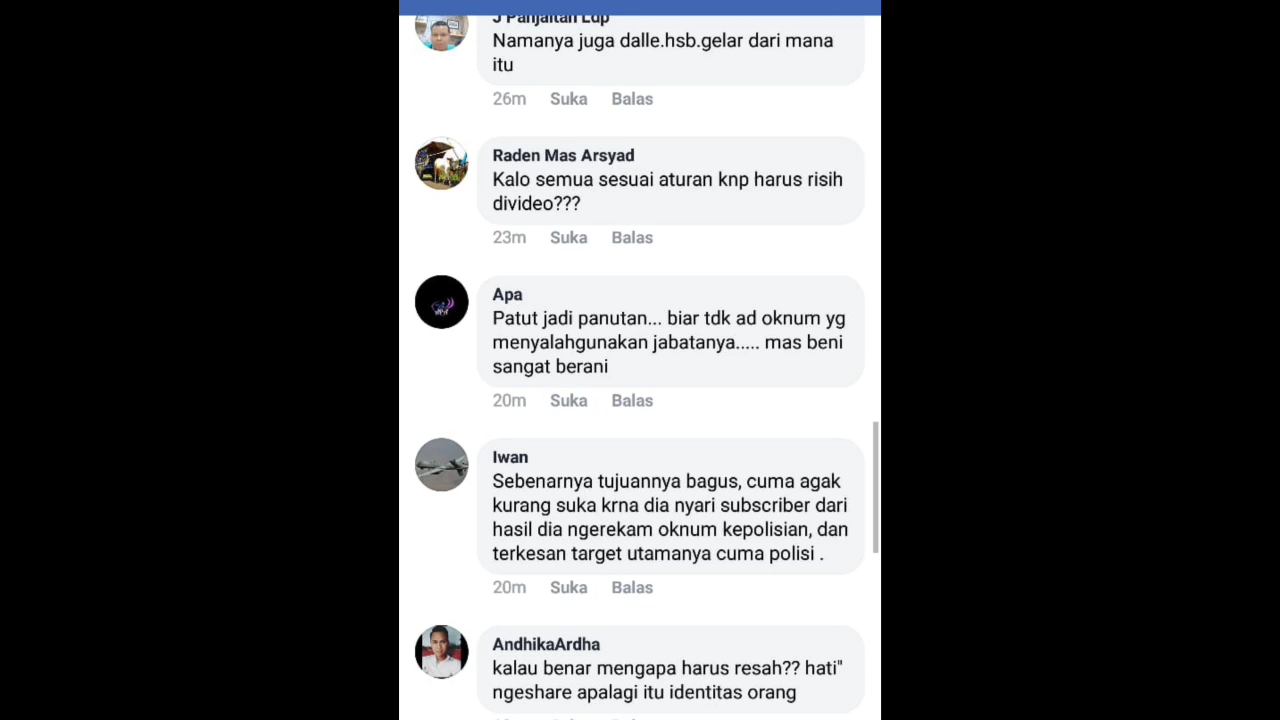 J Panjaitan Ldp
Namanya juga dalle.hsb.gelar dari mana
itu
26m Suka Balas
Raden Mas Arsyad
Kalo semua sesuai aturan knp harus risih
divideo???
23m Suka Balas
Apa
Patut jadi panutan... biar tdk ad oknum yg
menyalahgunakan jabatanya..... mas beni
sangat berani
20m Suka Balas
Iwan
Sebenarnya tujuannya bagus, cuma agak
kurang suka krna dia nyari subscriber dari
hasil dia ngerekam oknum kepolisian, dan
terkesan target utamanya cuma polisi .
20m Suka Balas
AndhikaArdha
kalau benar mengapa harus resah?? hati"
ngeshare apalagi itu identitas orang